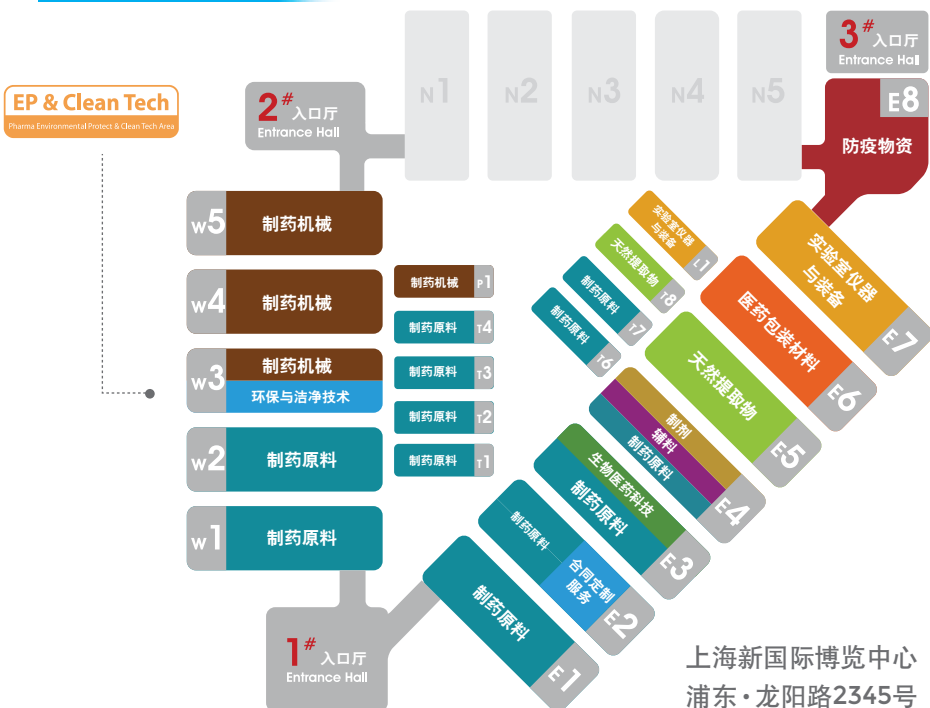 3# 入口厅
Entrance Hall
N1
N2
N3
N4
N5
E8
防疫物资
EP & Clean Tech
Pharma Environmental Protect & Clean Tech Area
2# 入口厅
Entrance Hall
W5
制药机械
W4
制药机械
W3
制药机械
环保与洁净技术
W2
制药原料
W1
制药原料
制药机械 P1
制药原料 T4
制药原料 T3
制药原料 T2
制药原料 T1
实验室仪器
与装备
L1
天然提取物
T8
制药原料
T7
制药原料
T6
实验室仪器
与装备
E7
医药包装材料
E6
天然提取物
E5
制剂
辅料
制药原料
E4
生物医药科技
制药原料
E3
制药原料
合同定制
服务
E2
制药原料
E1
1# 入口厅
Entrance Hall
上海新国际博览中心
浦东·龙阳路2345号